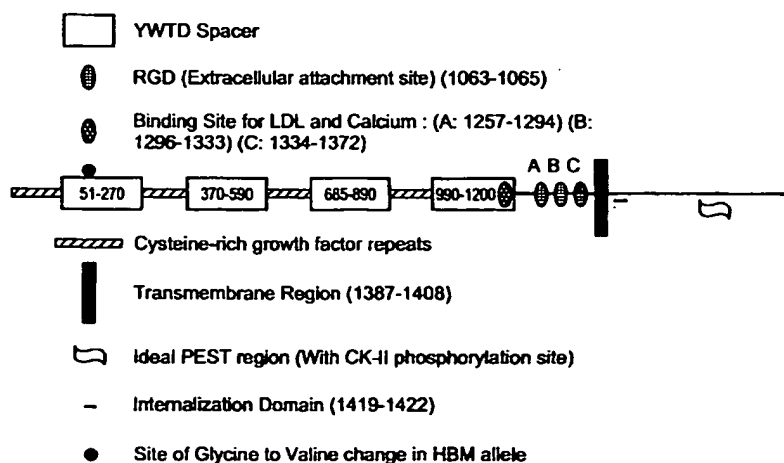 YWTD Spacer
RGD (Extracellular attachment site) (1063-1065)
Binding Site for LDL and Calcium : (A: 1257-1294) (B:
1296-1333) (C: 1334-1372)
A B C
51-270 370-590 685-890 990-1200
Cysteine-rich growth factor repeats
Transmembrane Region (1387-1408)
Ideal PEST region (With CK-II phosphorylation site)
Internalization Domain (1419-1422)
Site of Glycine to Valine change in HBM allele